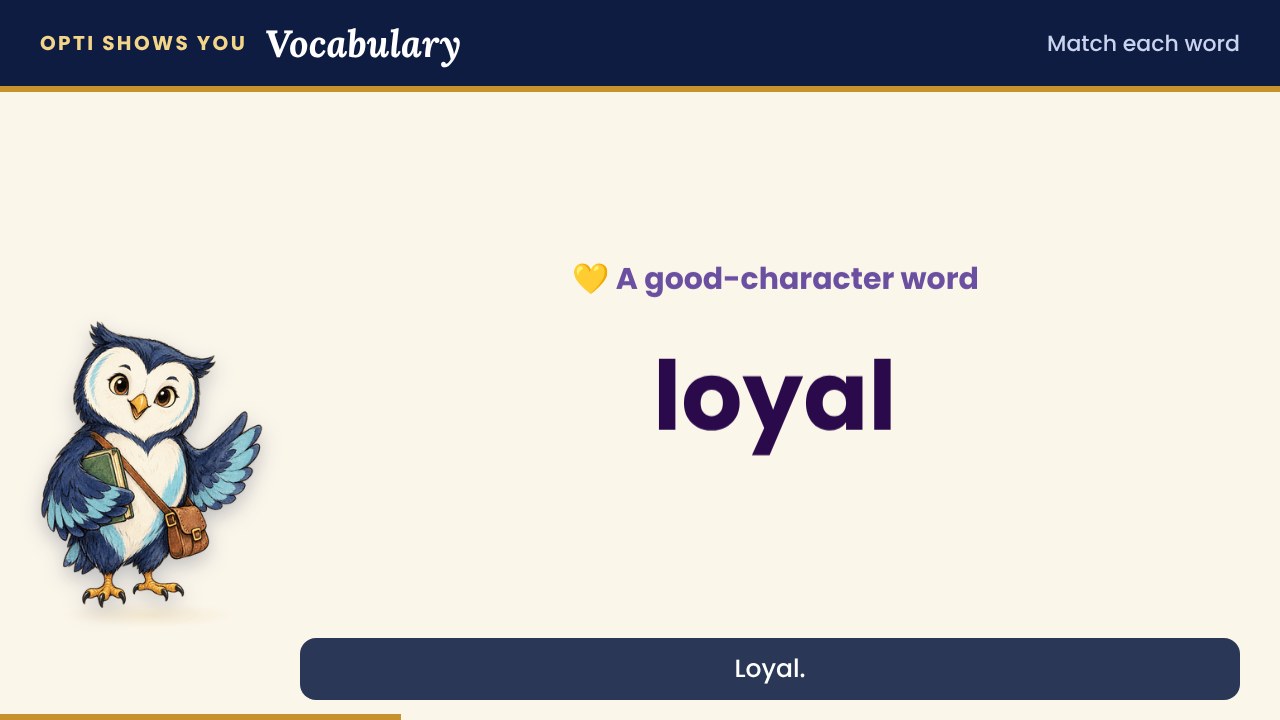 OPTI SHOWS YOU Vocabulary
Match each word
💛 A good-character word
loyal
Loyal.